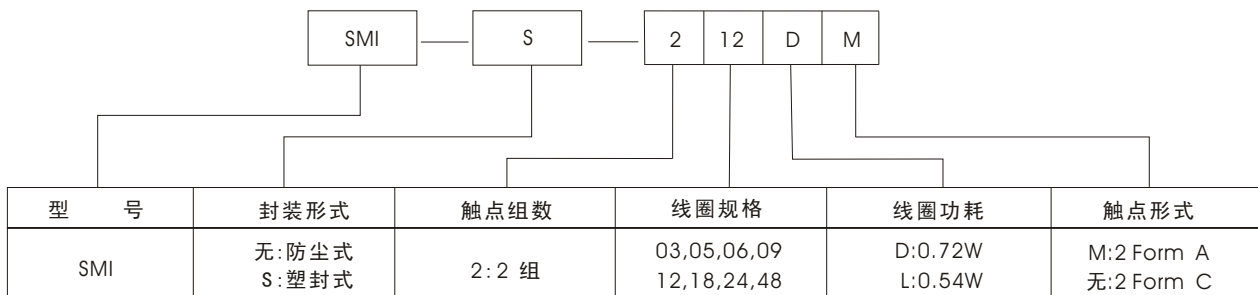 SMI — S — 2 12 D M
型 号 封装形式 触点组数 线圈规格 线圈功耗 触点形式
SMI
无:防尘式
S:塑封式
2:2 组
03,05,06,09
12,18,24,48
D:0.72W
L:0.54W
M:2 Form A
无:2 Form C